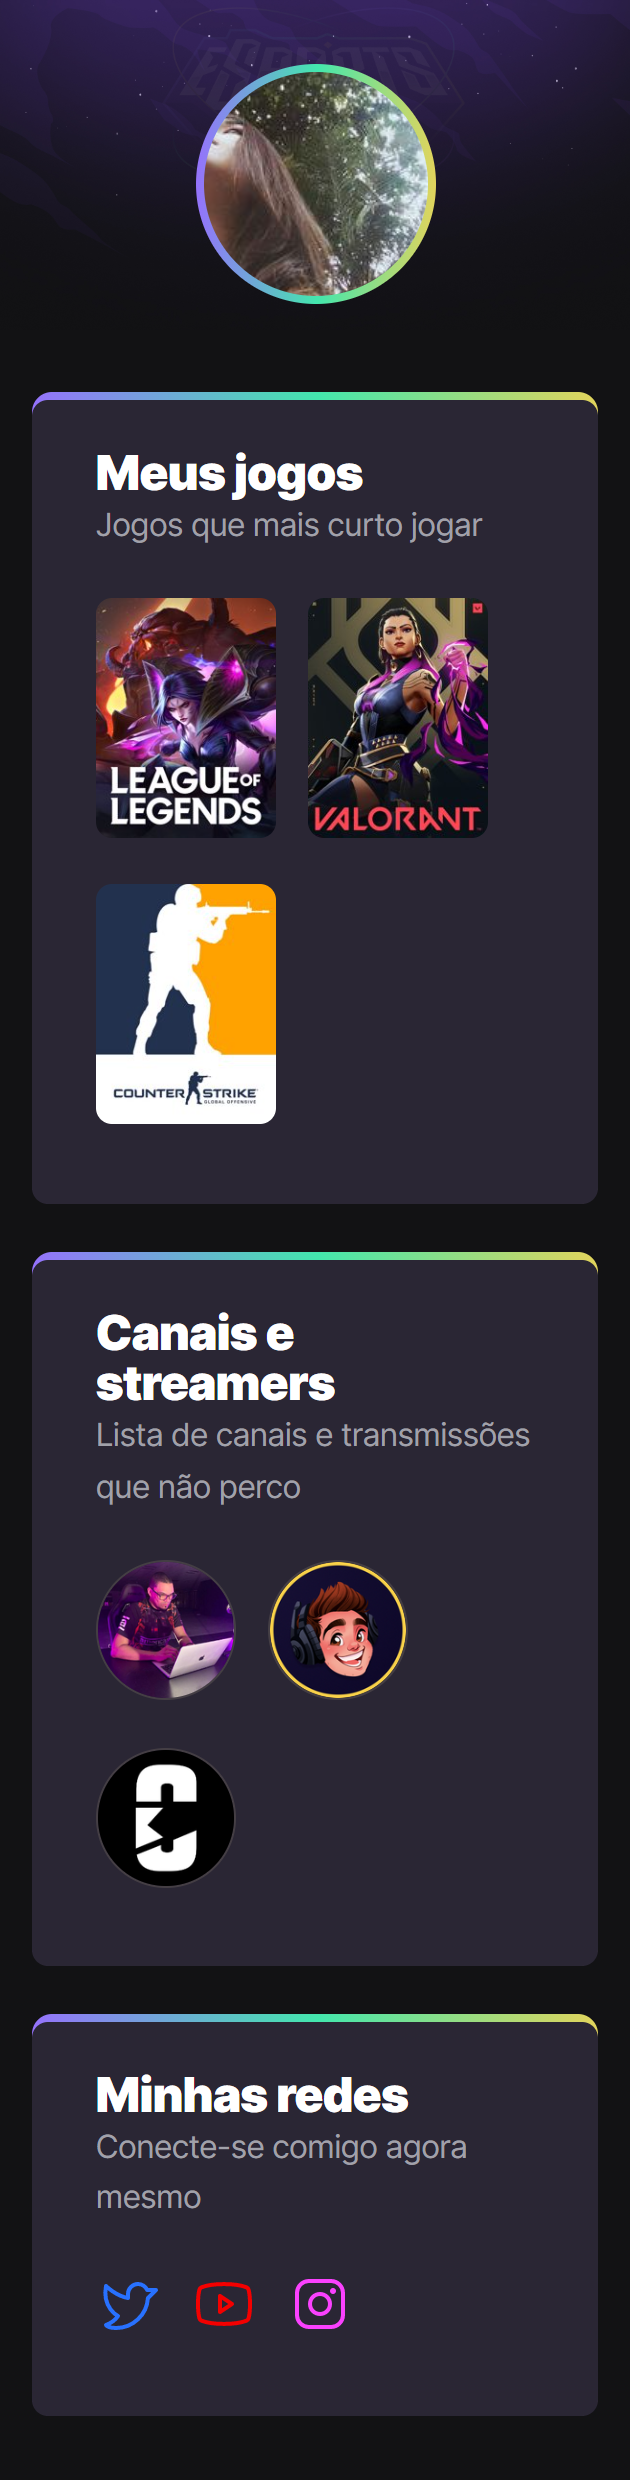 ESPORTS
Meus jogos
Jogos que mais curto jogar
LEAGUE OF
LEGENDS
VALORANT
COUNTER STRIKE
GLOBAL OFFENSIVE
Canais e
streamers
Lista de canais e transmissões
que não perco
Minhas redes
Conecte-se comigo agora
mesmo